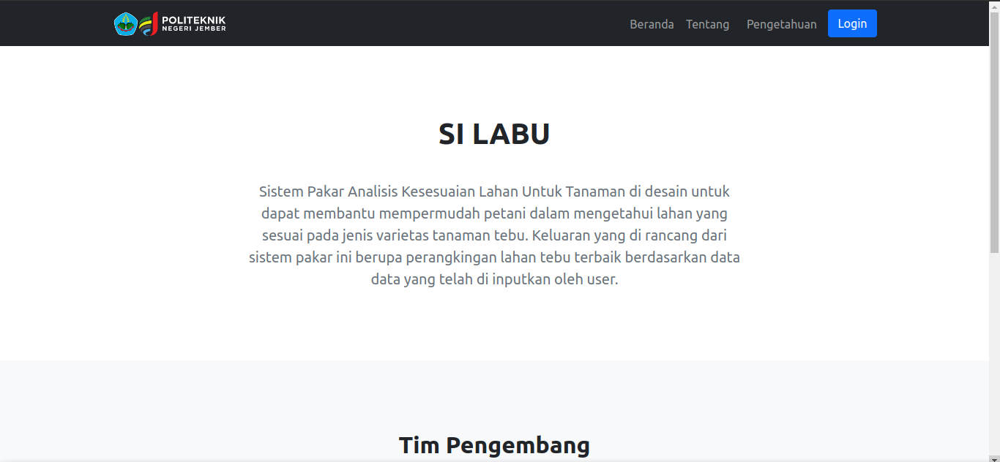 POLITEKNIK
NEGERI JEMBER
Beranda Tentang Pengetahuan Login
SI LABU
Sistem Pakar Analisis Kesesuaian Lahan Untuk Tanaman di desain untuk
dapat membantu mempermudah petani dalam mengetahui lahan yang
sesuai pada jenis varietas tanaman tebu. Keluaran yang di rancang dari
sistem pakar ini berupa perangkingan lahan tebu terbaik berdasarkan data
data yang telah di inputkan oleh user.
Tim Pengembang